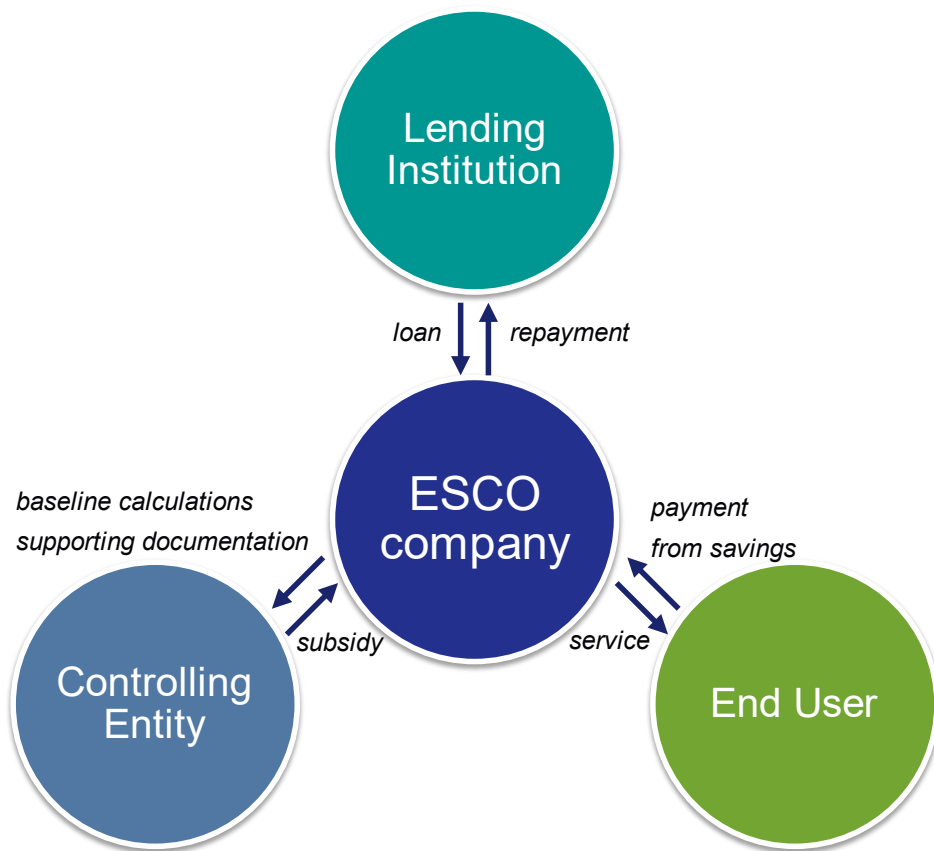 Lending
Institution
loan
repayment
ESCO
company
baseline calculations
supporting documentation
payment
from savings
subsidy
service
Controlling
Entity
End User